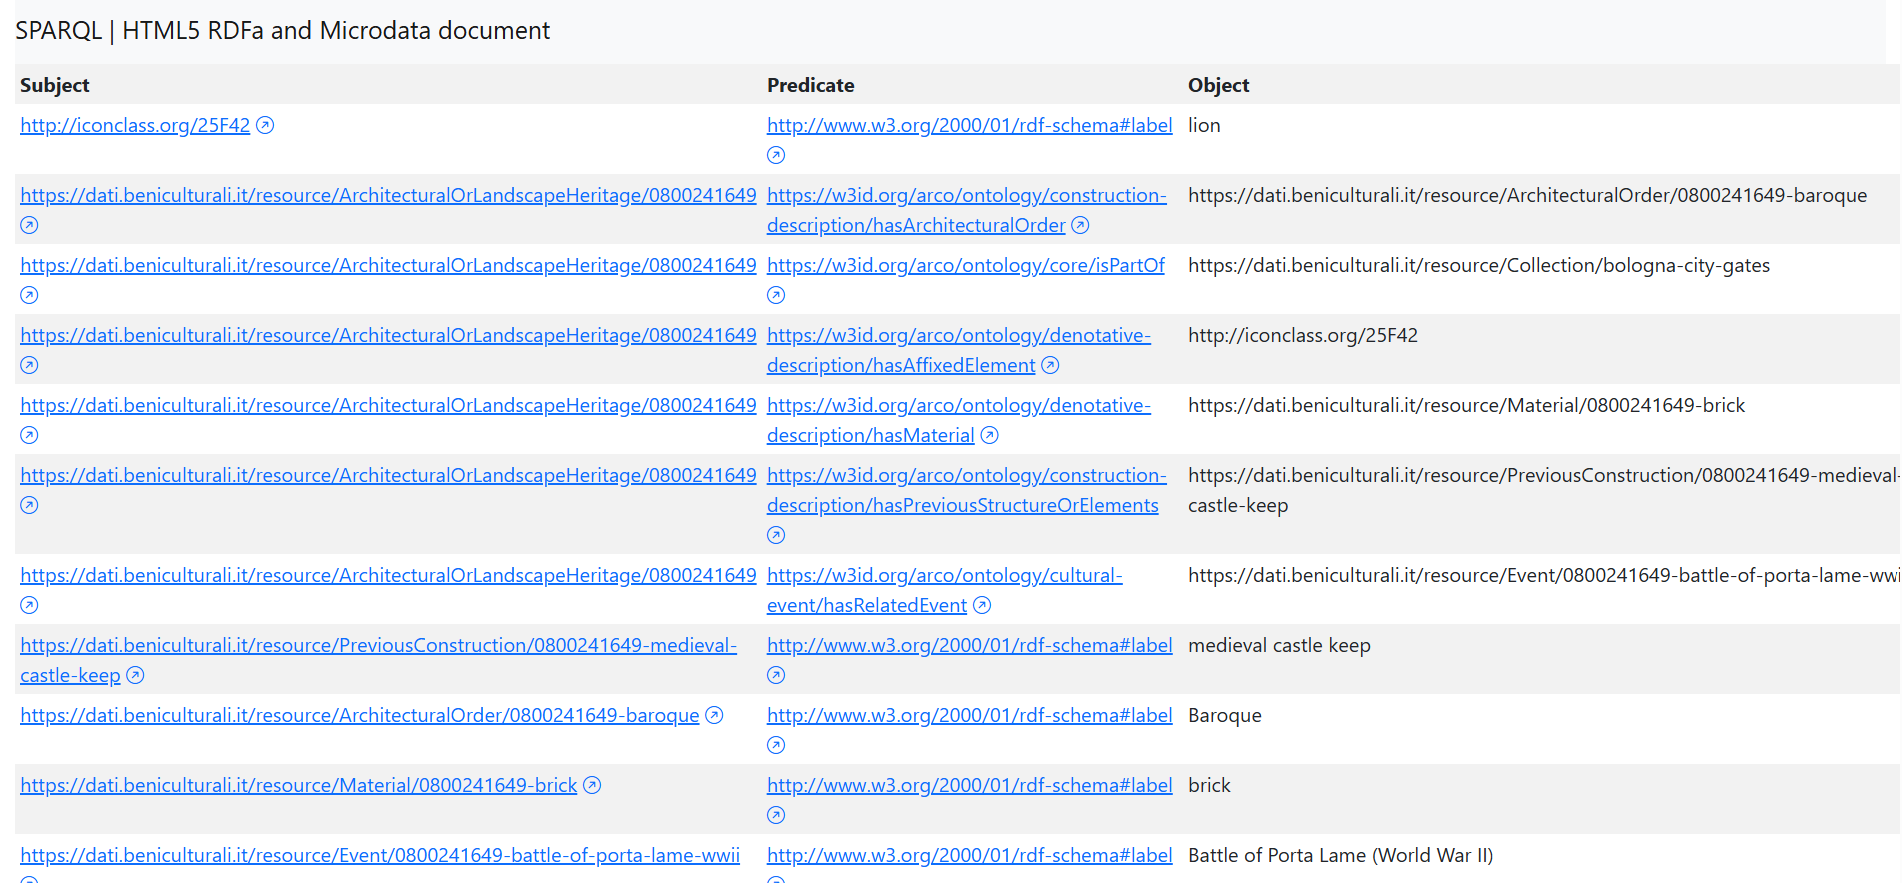 SPARQL | HTML5 RDFa and Microdata document
Subject Predicate Object
http://iconclass.org/25F42 http://www.w3.org/2000/01/rdf-schema#label lion
https://dati.beniculturali.it/resource/ArchitecturalOrLandscapeHeritage/0800241649 https://w3id.org/arco/ontology/construction- https://dati.beniculturali.it/resource/ArchitecturalOrder/0800241649-baroque
description/hasArchitecturalOrder
https://dati.beniculturali.it/resource/ArchitecturalOrLandscapeHeritage/0800241649 https://w3id.org/arco/ontology/core/isPartOf https://dati.beniculturali.it/resource/Collection/bologna-city-gates
https://dati.beniculturali.it/resource/ArchitecturalOrLandscapeHeritage/0800241649 https://w3id.org/arco/ontology/denotative- http://iconclass.org/25F42
description/hasAffixedElement
https://dati.beniculturali.it/resource/ArchitecturalOrLandscapeHeritage/0800241649 https://w3id.org/arco/ontology/denotative- https://dati.beniculturali.it/resource/Material/0800241649-brick
description/hasMaterial
https://dati.beniculturali.it/resource/ArchitecturalOrLandscapeHeritage/0800241649 https://w3id.org/arco/ontology/construction- https://dati.beniculturali.it/resource/PreviousConstruction/0800241649-medieval-
description/hasPreviousStructureOrElements castle-keep
https://dati.beniculturali.it/resource/ArchitecturalOrLandscapeHeritage/0800241649 https://w3id.org/arco/ontology/cultural- https://dati.beniculturali.it/resource/Event/0800241649-battle-of-porta-lame-wwi
event/hasRelatedEvent
https://dati.beniculturali.it/resource/PreviousConstruction/0800241649-medieval- http://www.w3.org/2000/01/rdf-schema#label medieval castle keep
castle-keep
https://dati.beniculturali.it/resource/ArchitecturalOrder/0800241649-baroque http://www.w3.org/2000/01/rdf-schema#label Baroque
https://dati.beniculturali.it/resource/Material/0800241649-brick http://www.w3.org/2000/01/rdf-schema#label brick
https://dati.beniculturali.it/resource/Event/0800241649-battle-of-porta-lame-wwii http://www.w3.org/2000/01/rdf-schema#label Battle of Porta Lame (World War II)